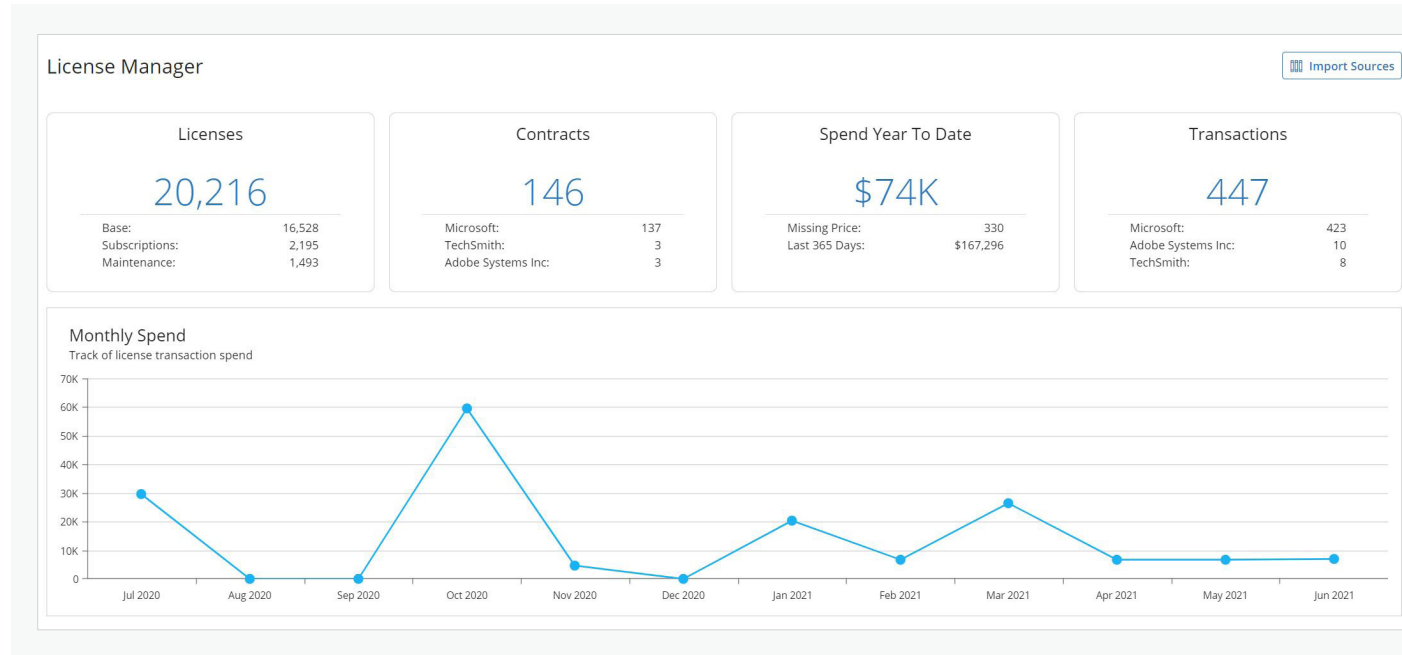 License Manager
Import Sources
Licenses
20,216
Base: 16,528
Subscriptions: 2,195
Maintenance: 1,493
Contracts
146
Microsoft: 137
TechSmith: 3
Adobe Systems Inc: 3
Spend Year To Date
$74K
Missing Price: 330
Last 365 Days: $167,296
Transactions
447
Microsoft: 423
Adobe Systems Inc: 10
TechSmith: 8
Monthly Spend
Track of license transaction spend
70K
60K
50K
40K
30K
20K
10K
0
Jul 2020 Aug 2020 Sep 2020 Oct 2020 Nov 2020 Dec 2020 Jan 2021 Feb 2021 Mar 2021 Apr 2021 May 2021 Jun 2021